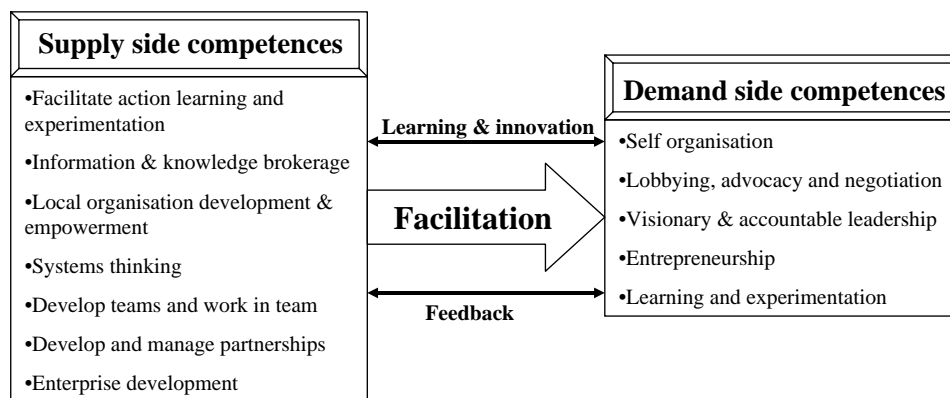 Supply side competences
•Facilitate action learning and
experimentation
•Information & knowledge brokerage
•Local organisation development &
empowerment
•Systems thinking
•Develop teams and work in team
•Develop and manage partnerships
•Enterprise development
Learning & innovation
Facilitation
Feedback
Demand side competences
•Self organisation
•Lobbying, advocacy and negotiation
•Visionary & accountable leadership
•Entrepreneurship
•Learning and experimentation